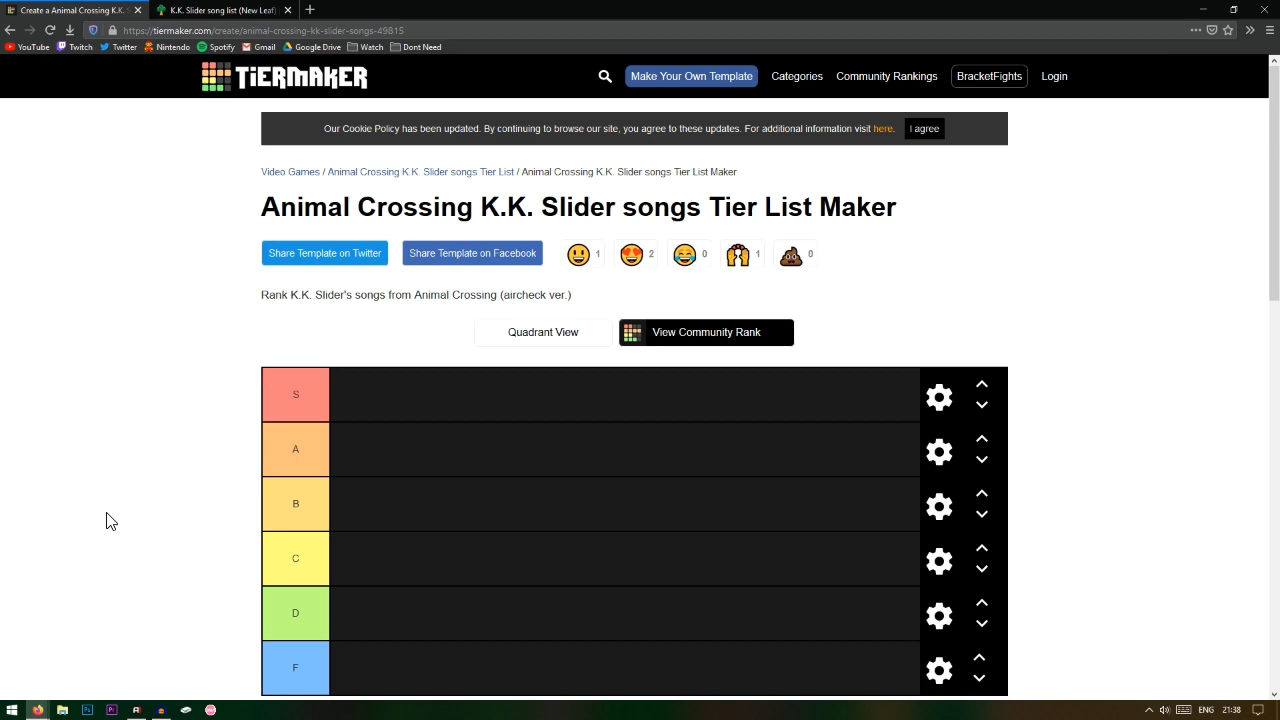 Create a Animal Crossing K.K. S
K.K. Slider song list (New Leaf)
https://tiermaker.com/create/animal-crossing-kk-slider-songs-49815
YouTube Twitch Twitter Nintendo Spotify Gmail Google Drive Watch Dont Need
TiERMAKER
Make Your Own Template Categories Community Rankings BracketFights Login
Our Cookie Policy has been updated. By continuing to browse our site, you agree to these updates. For additional information visit here. I agree
Video Games / Animal Crossing K.K. Slider songs Tier List / Animal Crossing K.K. Slider songs Tier List Maker
Animal Crossing K.K. Slider songs Tier List Maker
Share Template on Twitter Share Template on Facebook 1 2 0 1 0
Rank K.K. Slider's songs from Animal Crossing (aircheck ver.)
Quadrant View View Community Rank
S
A
B
C
D
F
Ps Pr ENG 21:38